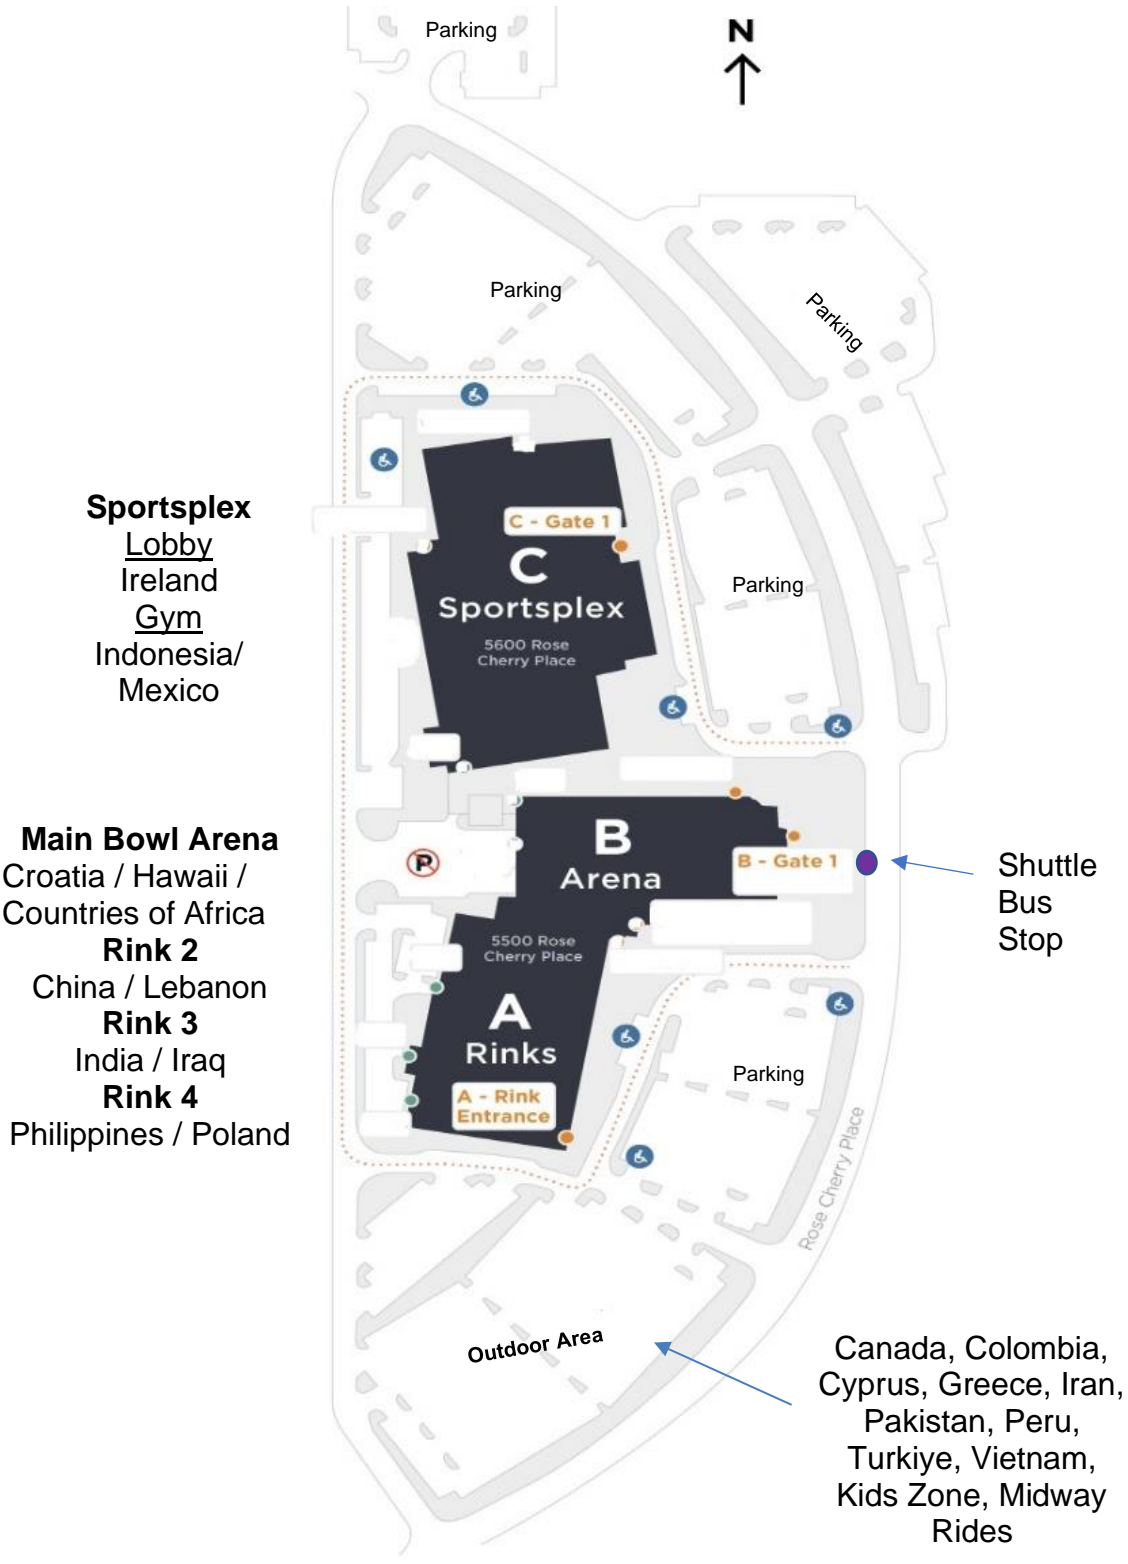 Parking
N
Parking
Parking
Sportsplex
Lobby
Ireland
Gym
Indonesia/
Mexico
C - Gate 1
C
Sportsplex
5600 Rose
Cherry Place
Parking
Main Bowl Arena
Croatia / Hawaii /
Countries of Africa
Rink 2
China / Lebanon
Rink 3
India / Iraq
Rink 4
Philippines / Poland
P
B
Arena
B - Gate 1
Shuttle
Bus
Stop
5500 Rose
Cherry Place
A
Rinks
A - Rink
Entrance
Parking
Rose Cherry Place
Outdoor Area
Canada, Colombia,
Cyprus, Greece, Iran,
Pakistan, Peru,
Turkiye, Vietnam,
Kids Zone, Midway
Rides